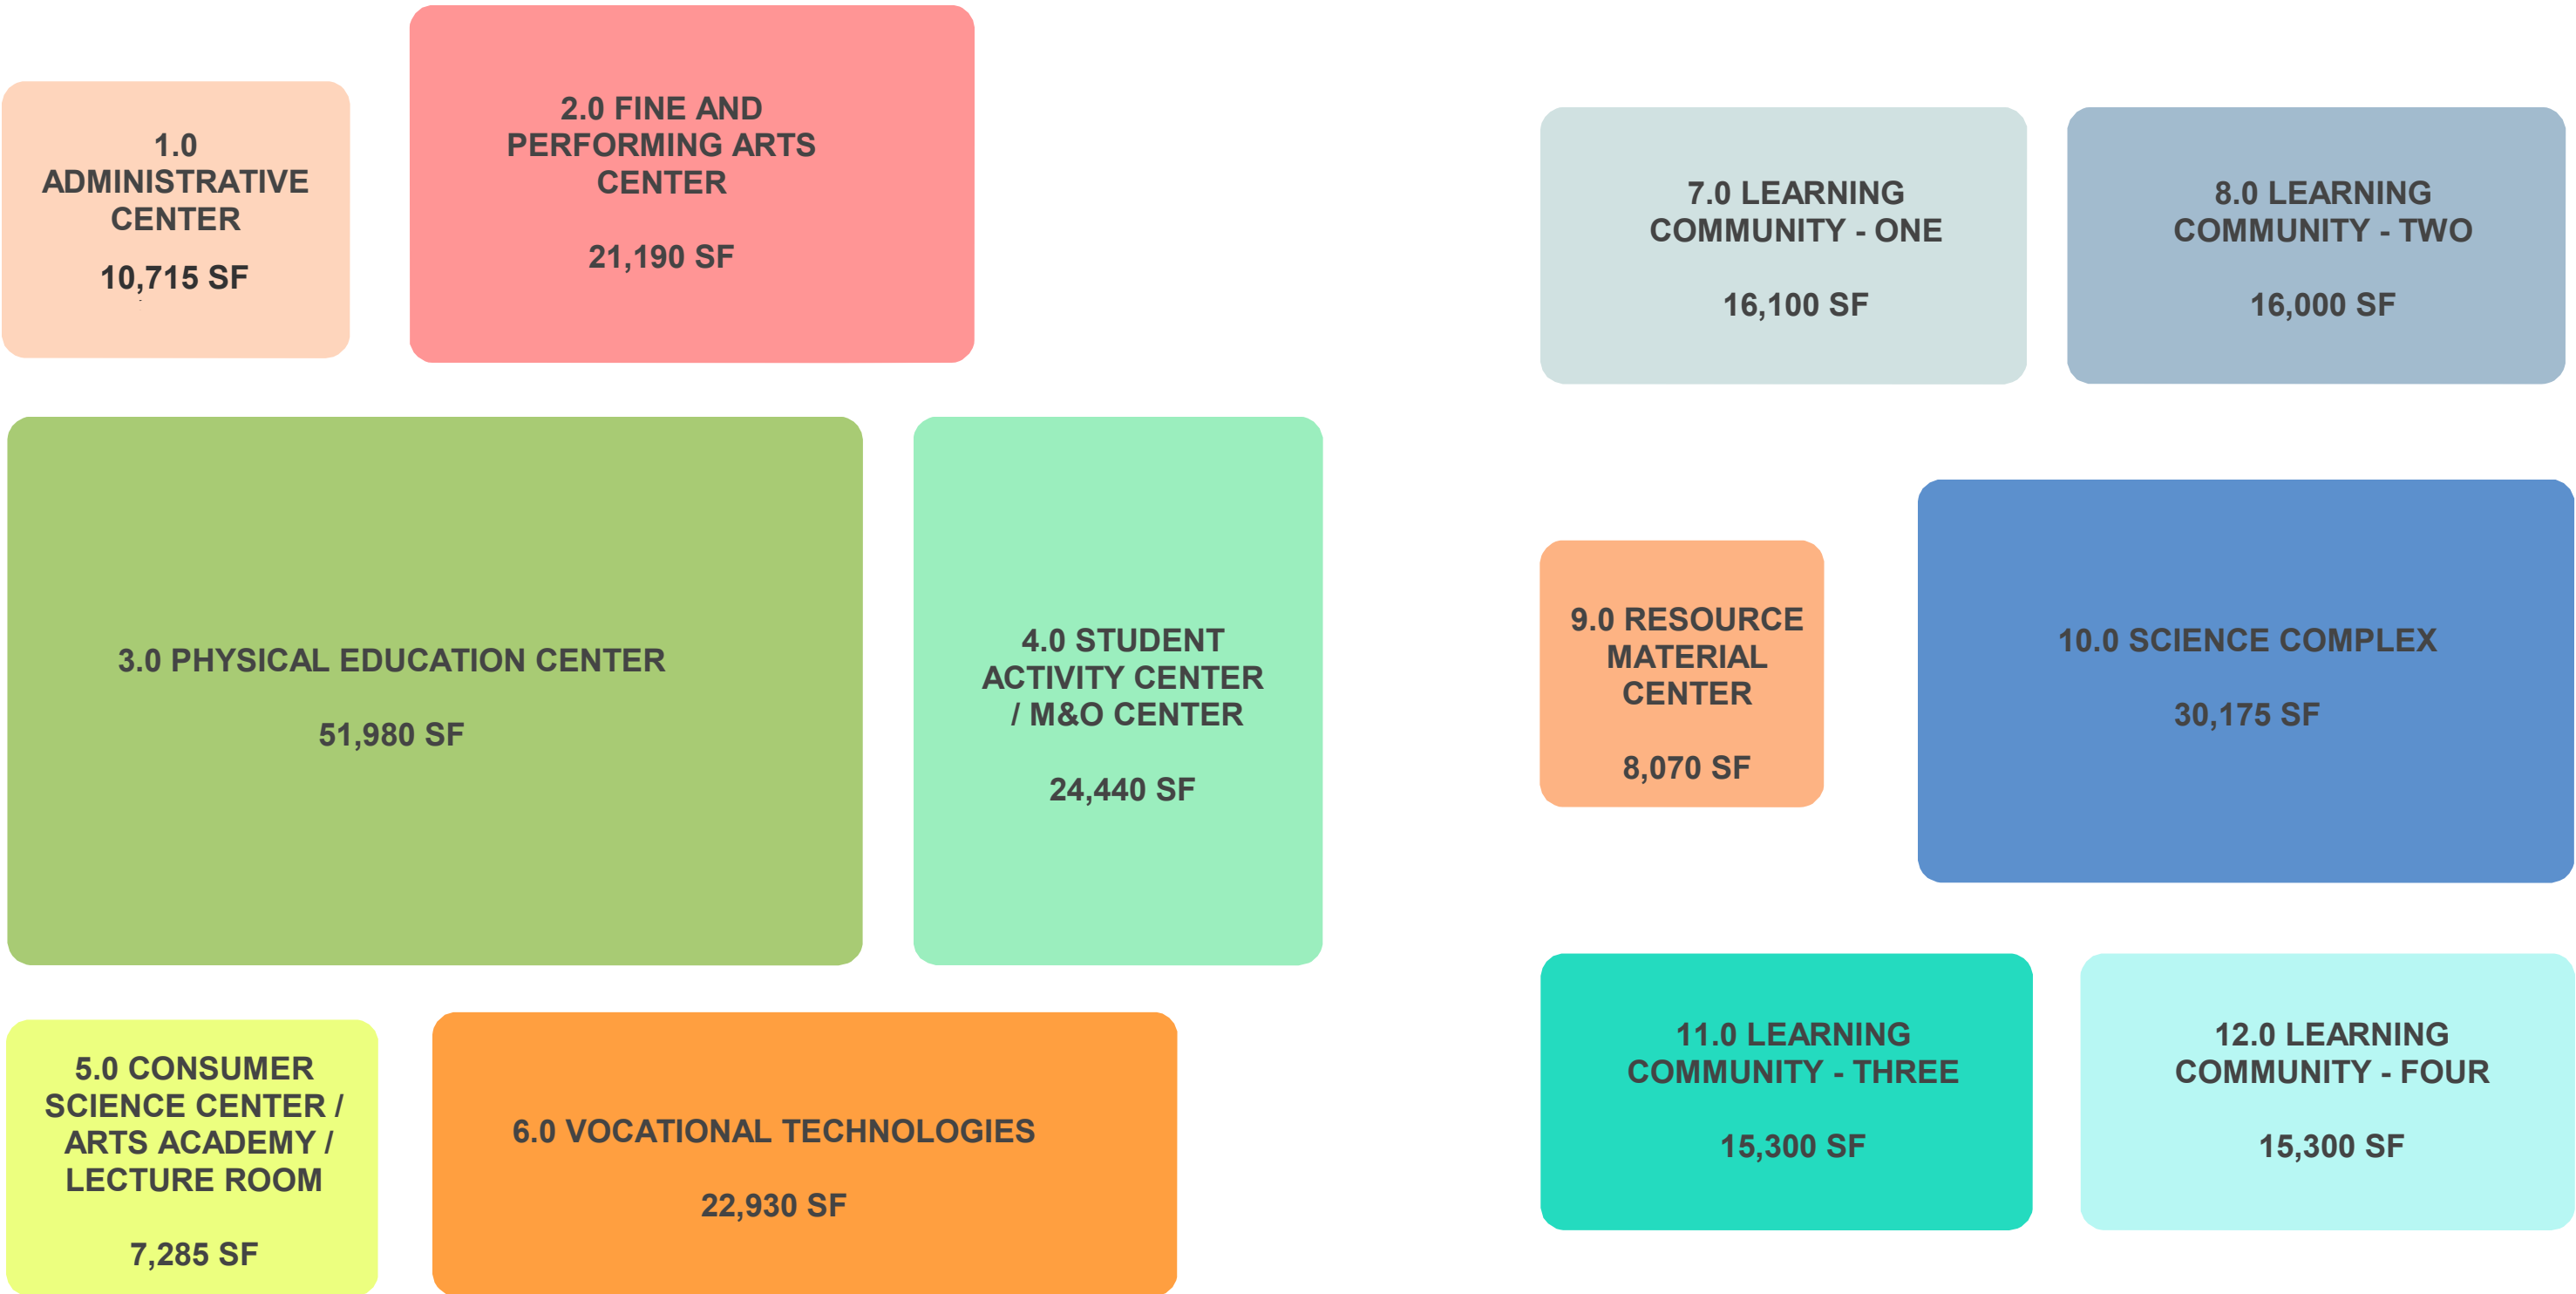 1.0
ADMINISTRATIVE
CENTER
10,715 SF
2.0 FINE AND
PERFORMING ARTS
CENTER
21,190 SF
3.0 PHYSICAL EDUCATION CENTER
51,980 SF
4.0 STUDENT
ACTIVITY CENTER
/ M&O CENTER
24,440 SF
5.0 CONSUMER
SCIENCE CENTER /
ARTS ACADEMY /
LECTURE ROOM
7,285 SF
6.0 VOCATIONAL TECHNOLOGIES
22,930 SF
7.0 LEARNING
COMMUNITY - ONE
16,100 SF
8.0 LEARNING
COMMUNITY - TWO
16,000 SF
9.0 RESOURCE
MATERIAL
CENTER
8,070 SF
10.0 SCIENCE COMPLEX
30,175 SF
11.0 LEARNING
COMMUNITY - THREE
15,300 SF
12.0 LEARNING
COMMUNITY - FOUR
15,300 SF